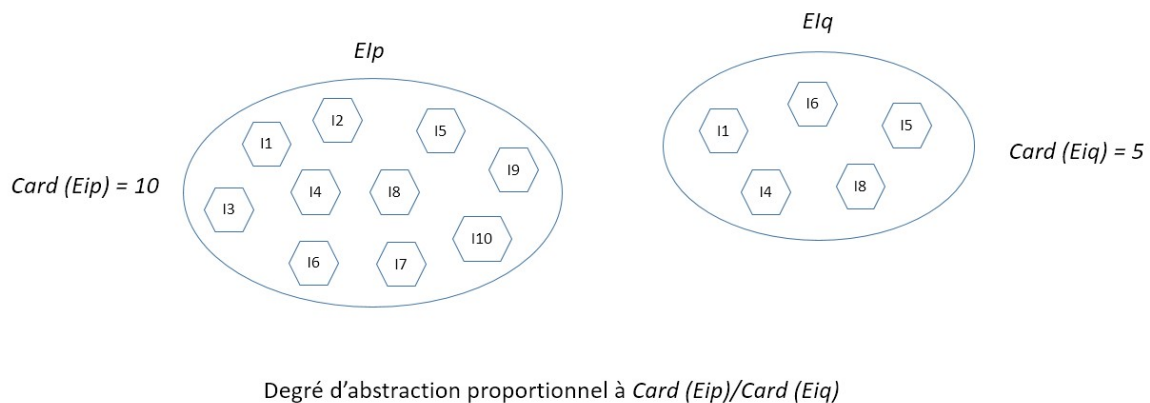 EIp
EIq
I2
I5
I1
I9
I4
I8
I3
I10
I6
I7
Card (Eip) = 10
I6
I1
I5
I4
I8
Card (Eiq) = 5
Degré d’abstraction proportionnel à Card (Eip)/Card (Eiq)